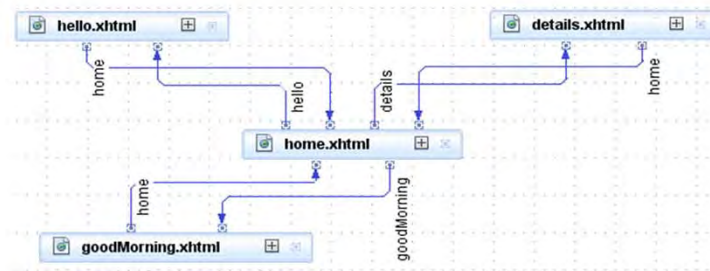 hello.xhtml
details.xhtml
home
hello
details
home
home.xhtml
home
goodMorning
goodMorning.xhtml